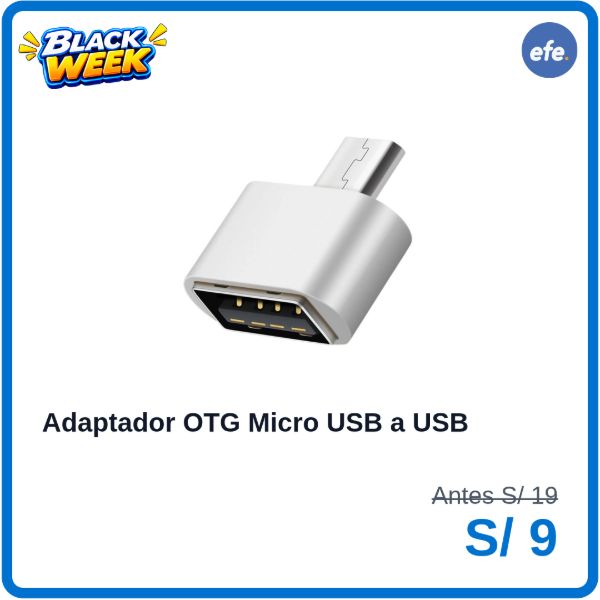 BLACK
WEEK
efe.
Adaptador OTG Micro USB a USB
Antes S/ 19
S/ 9